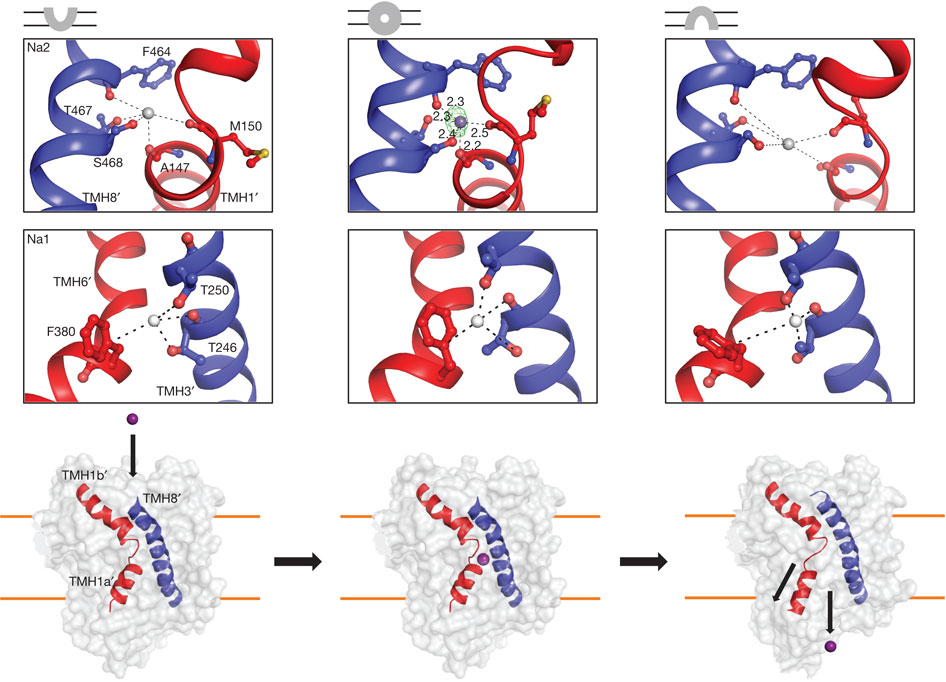 Na2
F464
T467
S468
A147
M150
TMH8′
TMH1′
2.3
2.3
2.5
2.4
2.2
Na1
TMH6′
T250
F380
T246
TMH3′
TMH1b′
TMH8′
TMH1a′